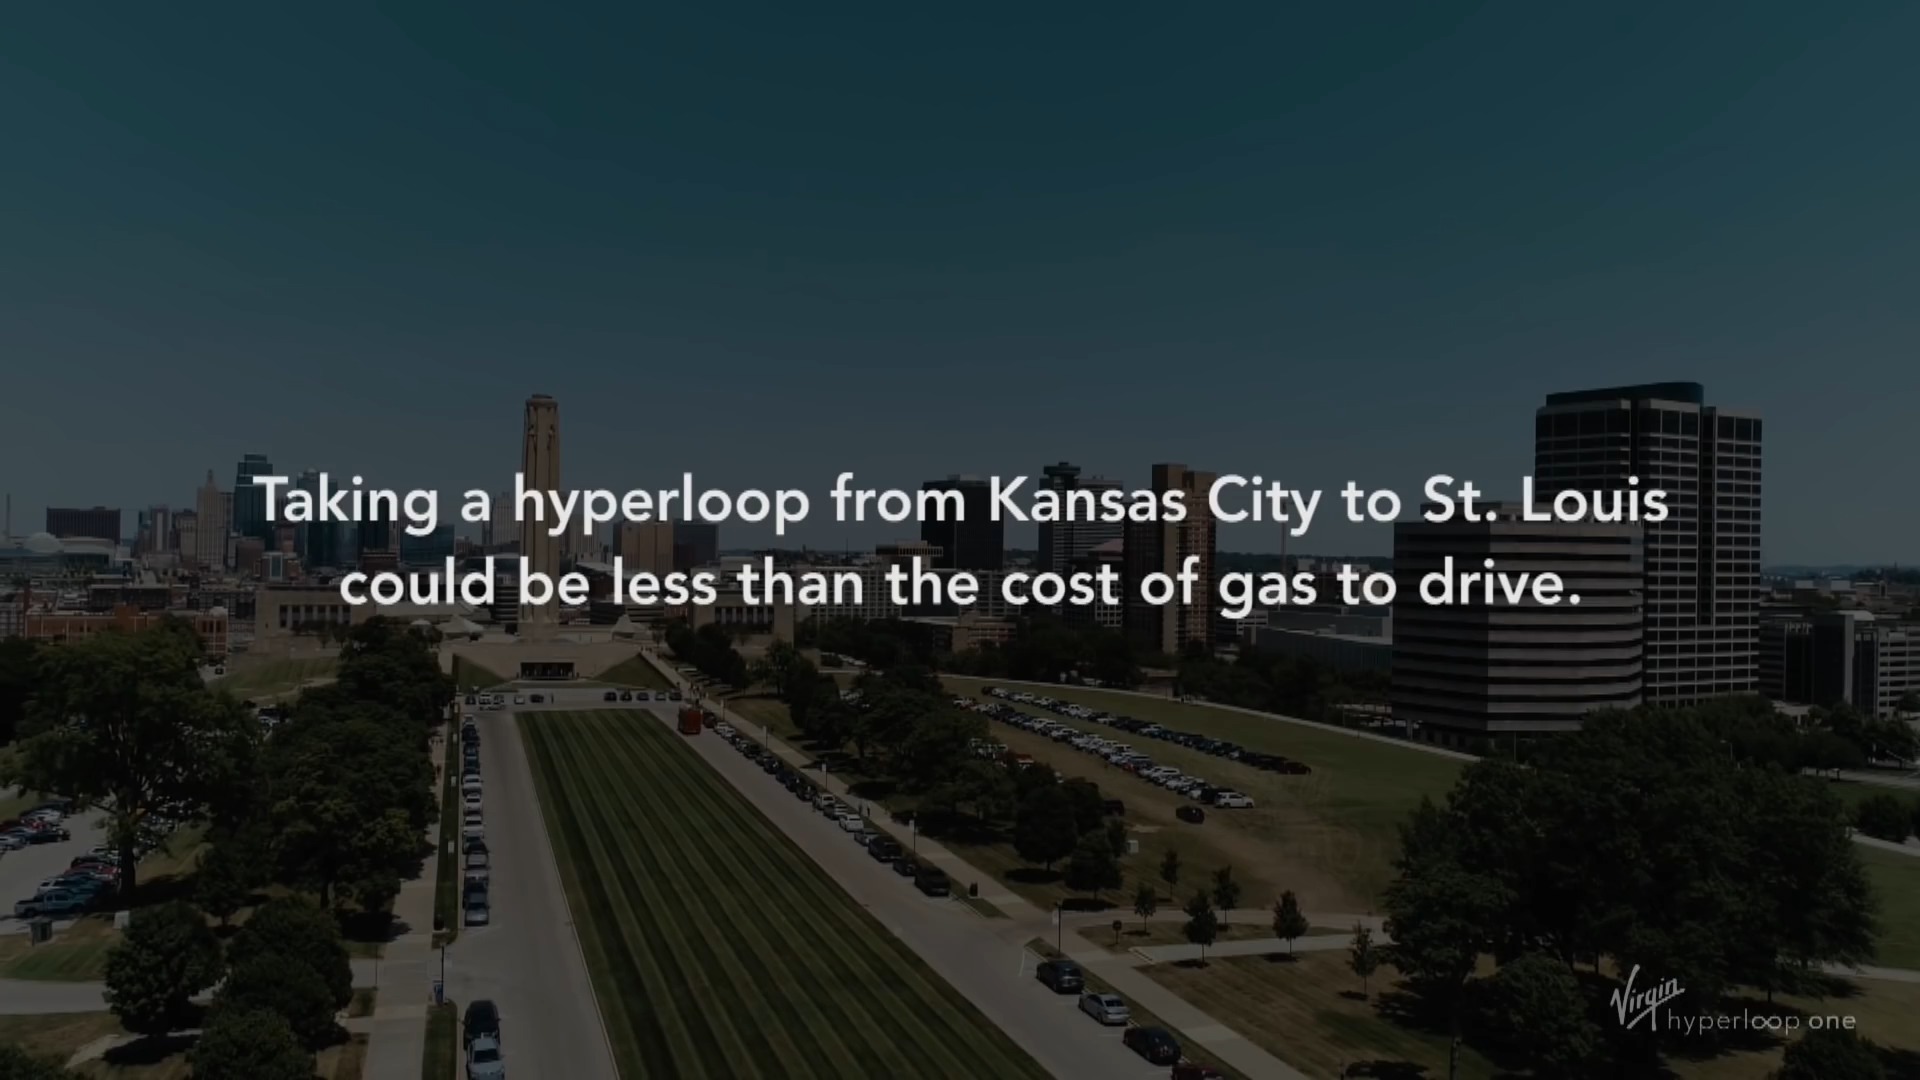 Taking a hyperloop from Kansas City to St. Louis
could be less than the cost of gas to drive.
Virgin
hyperloop one